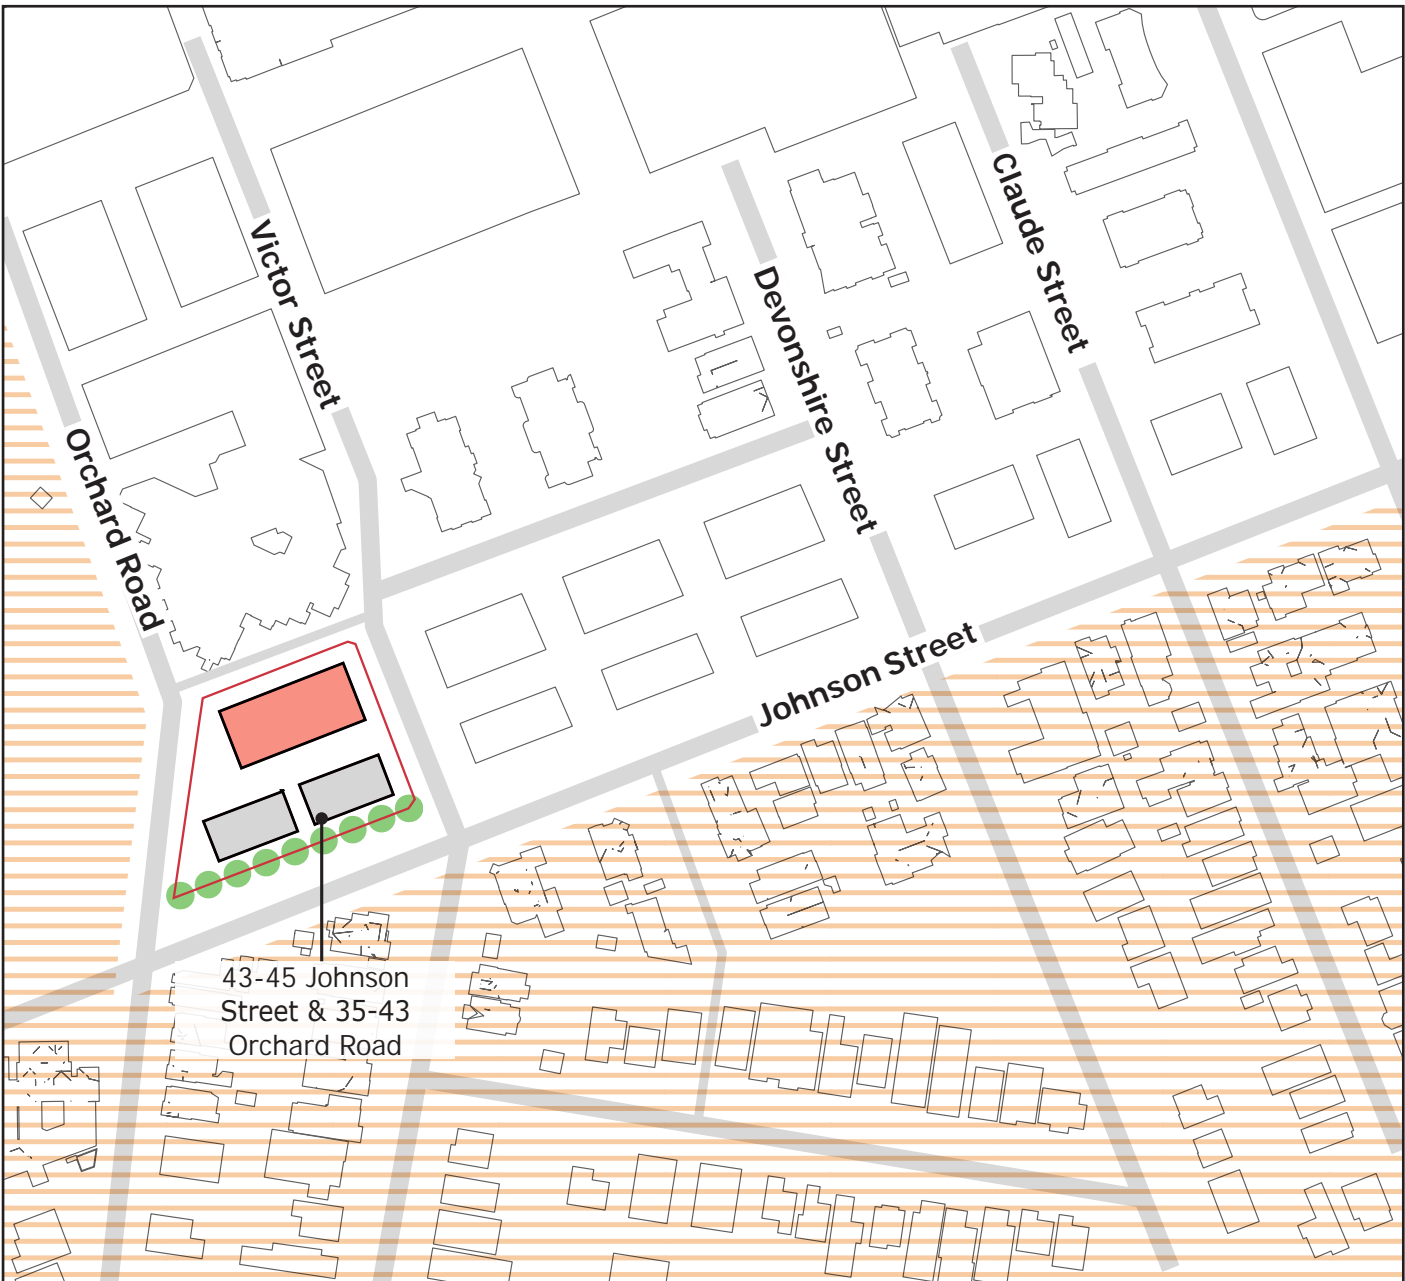 Victor Street
Claude Street
Devonshire Street
Orchard Road
Johnson Street
43-45 Johnson
Street & 35-43
Orchard Road